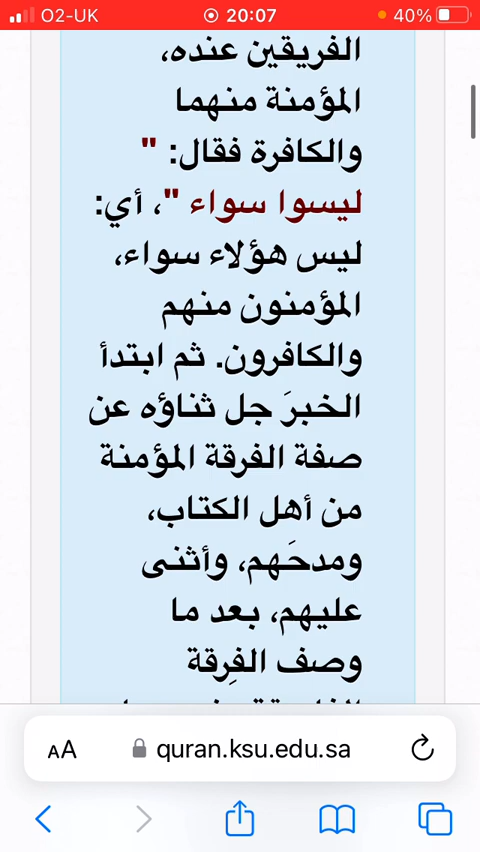 O2-UK
20:07
40%
الفريقين عنده،
المؤمنة منهما
والكافرة فقال: "
ليسوا سواء "، أي:
ليس هؤلاء سواء،
المؤمنون منهم
والكافرون. ثم ابتدأ
الخبرَ جل ثناؤه عن
صفة الفرقة المؤمنة
من أهل الكتاب،
ومدحَهم، وأثنى
عليهم، بعد ما
وصف الفِرقة
AA
quran.ksu.edu.sa